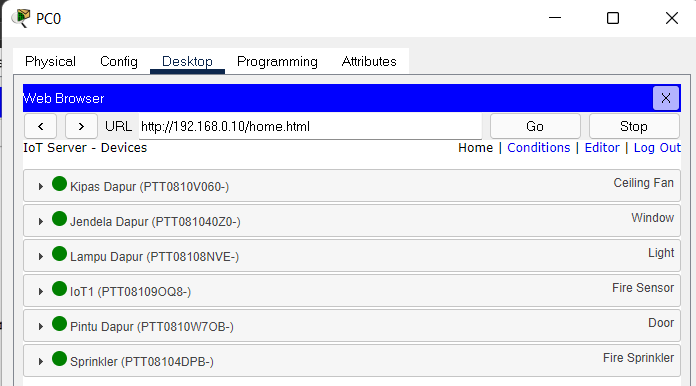 PC0
Physical Config Desktop Programming Attributes
Web Browser X
< > URL http://192.168.0.10/home.html Go Stop
IoT Server - Devices Home | Conditions | Editor | Log Out
Kipas Dapur (PTT0810V060-) Ceiling Fan
Jendela Dapur (PTT081040Z0-) Window
Lampu Dapur (PTT08108NVE-) Light
IoT1 (PTT08109OQ8-) Fire Sensor
Pintu Dapur (PTT0810W7OB-) Door
Sprinkler (PTT08104DPB-) Fire Sprinkler